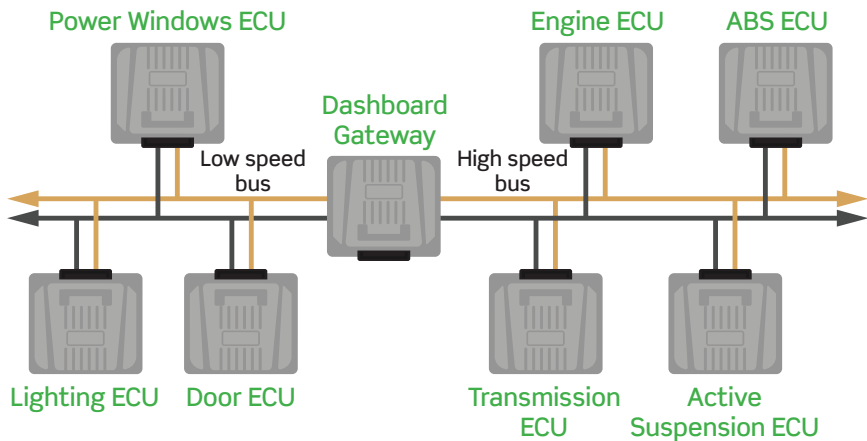 Power Windows ECU
Engine ECU
ABS ECU
Dashboard
Gateway
Low speed
bus
High speed
bus
Lighting ECU
Door ECU
Transmission
ECU
Active
Suspension ECU